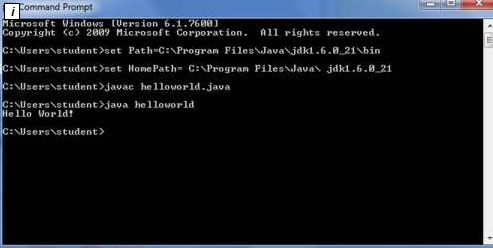 i Command Prompt
Microsoft Windows [Version 6.1.7600]
Copyright (c) 2009 Microsoft Corporation.  All rights reserved.
C:\Users\student>set Path=C:\Program Files\Java\jdk1.6.0_21\bin
C:\Users\student>set HomePath= C:\Program Files\Java\ jdk1.6.0_21
C:\Users\student>javac helloworld.java
C:\Users\student>java helloworld
Hello World!
C:\Users\student>